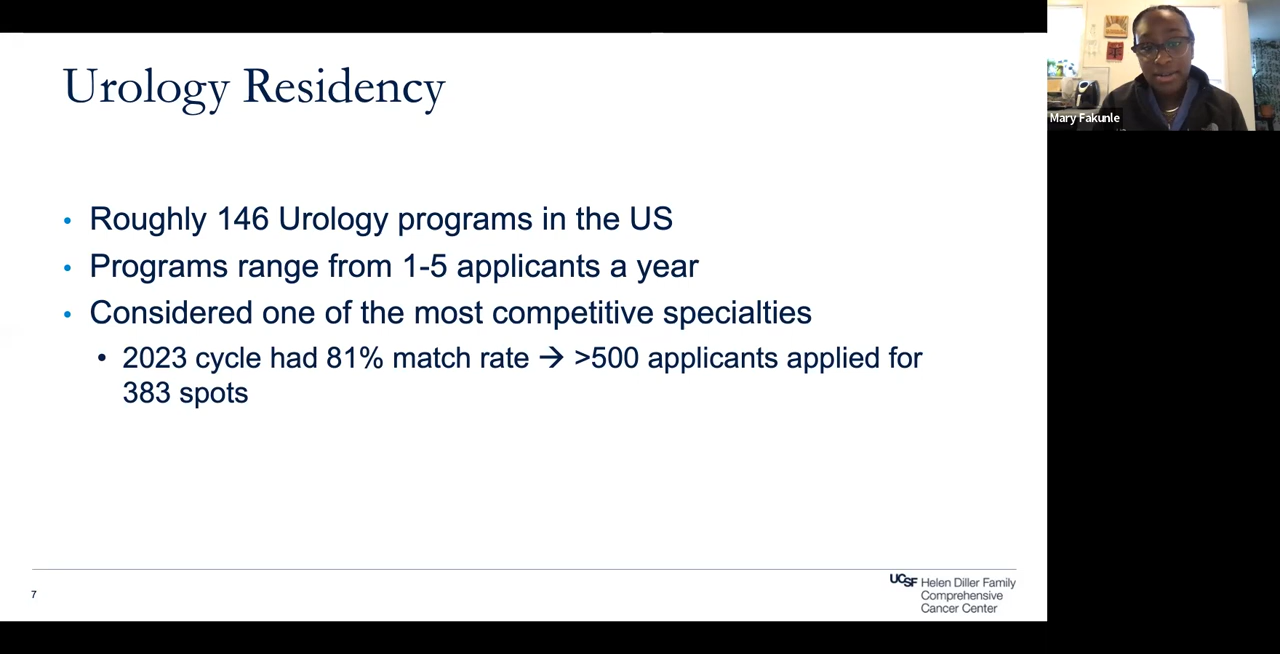 Urology Residency
• Roughly 146 Urology programs in the US
• Programs range from 1-5 applicants a year
• Considered one of the most competitive specialties
• 2023 cycle had 81% match rate → >500 applicants applied for
383 spots
7
UCSF Helen Diller Family
Comprehensive
Cancer Center
Mary Fakunle